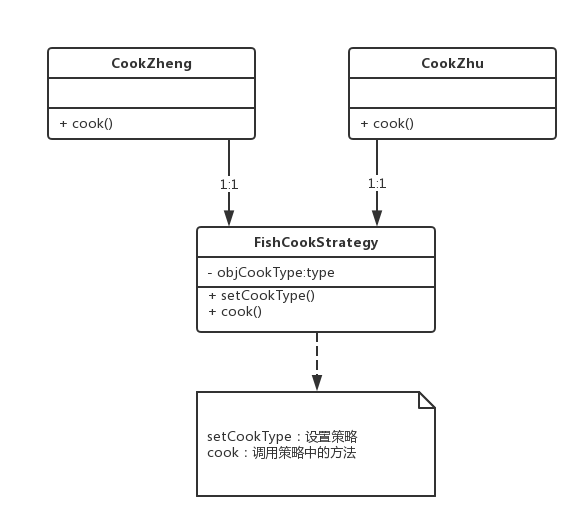 CookZheng
CookZhu
+ cook()
+ cook()
1:1
1:1
FishCookStrategy
- objCookType:type
+ setCookType()
+ cook()
setCookType：设置策略
cook：调用策略中的方法